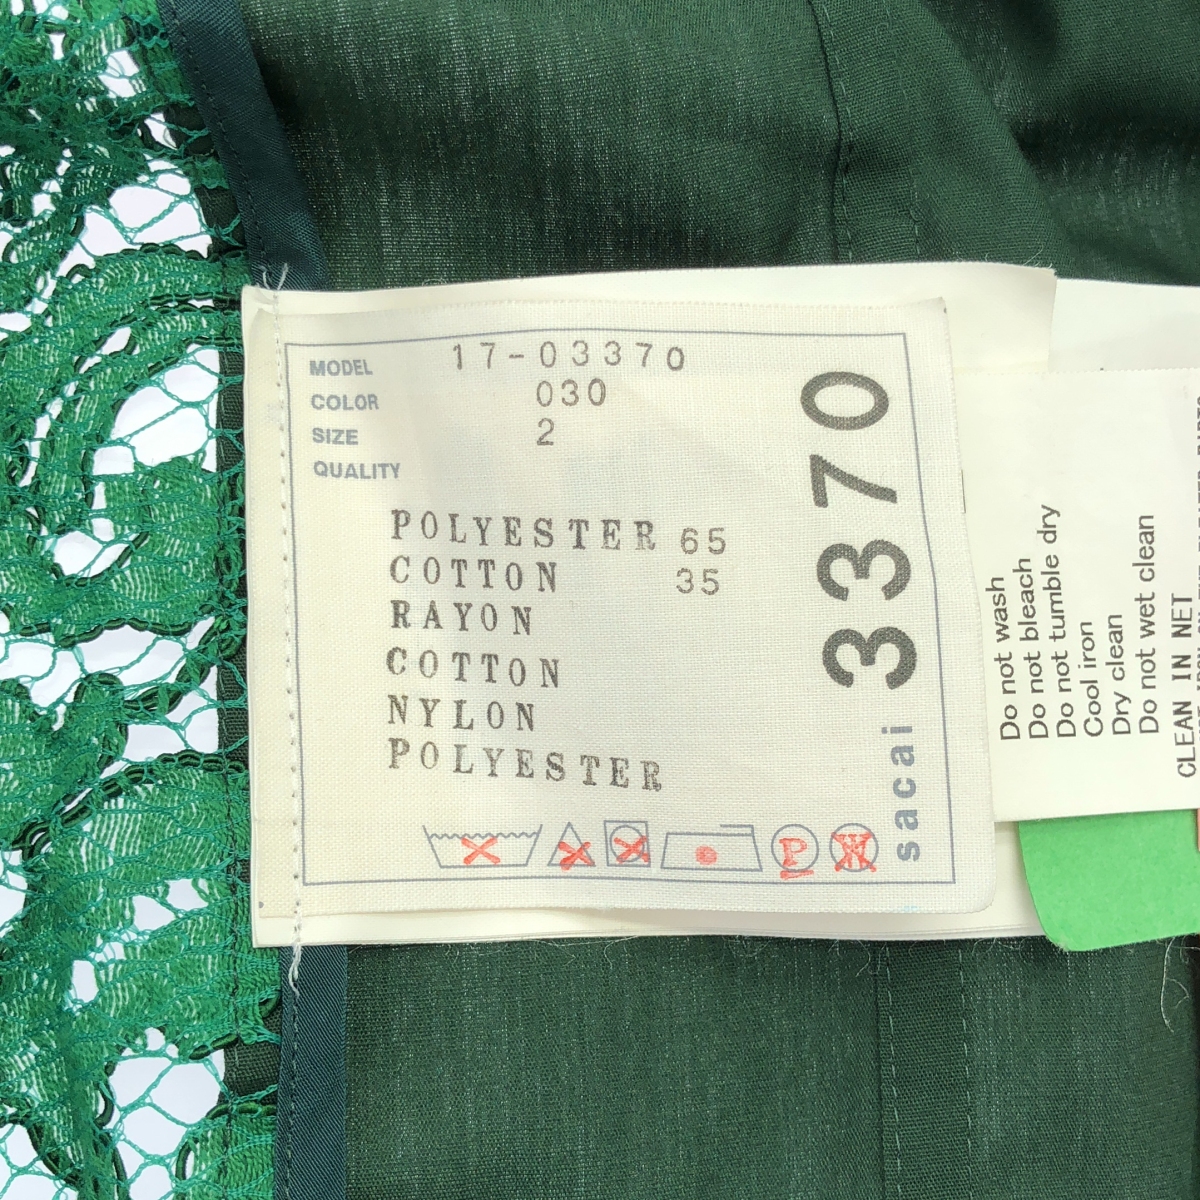 MODEL 17-03370
COLOR 030
SIZE 2
QUALITY
POLYESTER 65
COTTON 35
RAYON
COTTON
NYLON
POLYESTER
P
W
sacai 3370
Do not wash
Do not bleach
Do not tumble dry
Cool iron
Dry clean
Do not wet clean
CLEAN IN NET